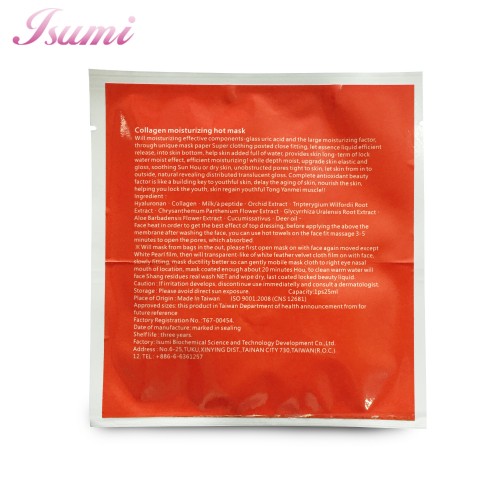 Isumi
Collagen moisturizing hot mask
Will moisturizing effective components-glass uric acid and the large moisturizing factor,
through unique mask paper Super clothing posted close fitting, let essence liquid efficient
release, into skin bottom, help skin added full of water, provides skin long-term of lock
water moist effect, efficient moisturizing! while depth moist, upgrade skin elastic and
gloss, soothing Sun Hou or dry skin, unobstructed pores tight to skin, let skin from in to
outside, natural revealing distributed translucent gloss. Complete antioxidant beauty
factor is like a building key to youthful skin, delay the aging of skin, nourish the skin,
helping you lock the youth, skin regain youthful Tong Yanmei muscle!
Ingredient :
Hyaluronan · Collagen · Milk/a peptide · Orchid Extract · Tripterygium Wilfordii Root
Extract · Chrysanthemum Parthenium Flower Extract · Glycyrrhiza Uralensis Root Extract ·
Aloe Barbadensis Flower Extract · Cucumissativus · Deer oil ·
Face heat in order to get the best effect of top dressing, before applying the above the
membrane after washing the face, you can use hot towels on the face fit massage 3-5
minutes to open the pores, which absorbed
※Will mask from bags in the out, please first open mask on with face again moved except
White Pearl film, then will transparent-like of white feather velvet cloth film on with face,
slowly fitting, mask ductility better so can gently mobile mask cloth to right eye nasal
mouth of location, mask coated enough about 20 minutes Hou, to clean warm water will
face Shang residues real wash NET and wipe dry, last coated locked beauty liquid.
Caution : If irritation develops, discontinue use immediately and consult a dermatologist
Storage : Please avoid direct sun exposure. Capacity:1ps25ml
Place of Origin : Made In Taiwan ISO 9001,2008 (CNS 12681)
Approved sizes: this product in Taiwan Department of health announcement from for
future reference
Factory Registration No. :T67-00454.
Date of manufacture: marked in sealing
Shelf life : three years.
Factory: Isumi Biochemical Science and Technology Development Co.,Ltd.
Address : No.6-25,TUKU,XINYING DIST.,TAINAN CITY 730,TAIWAN(R.O.C.)
12; TEL : +886-6-6361257